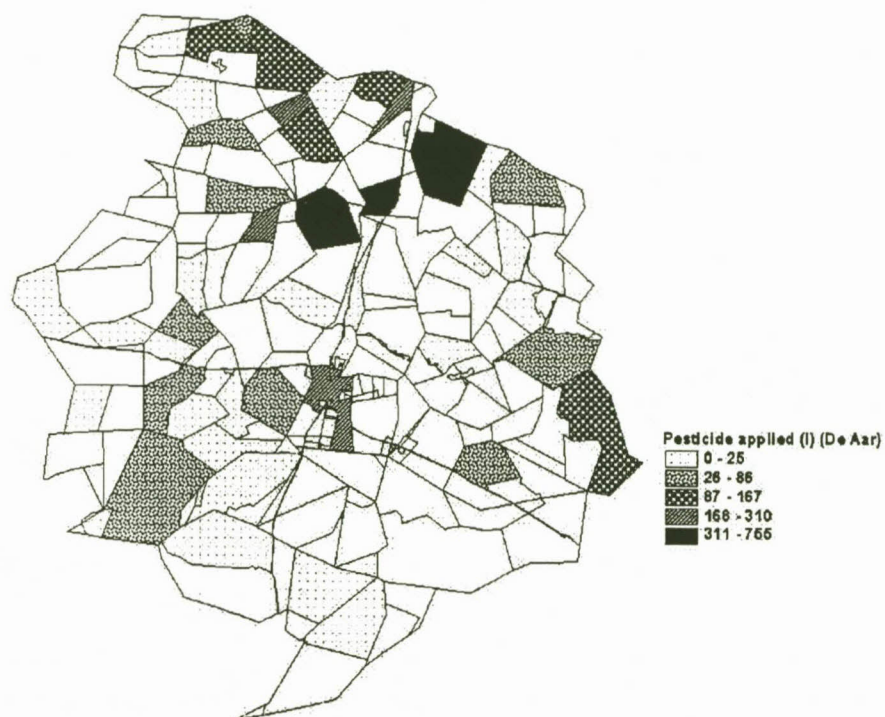 Pesticide applied (l) (De Aar)
0 - 25
26 - 86
87 - 167
168 - 310
311 - 755